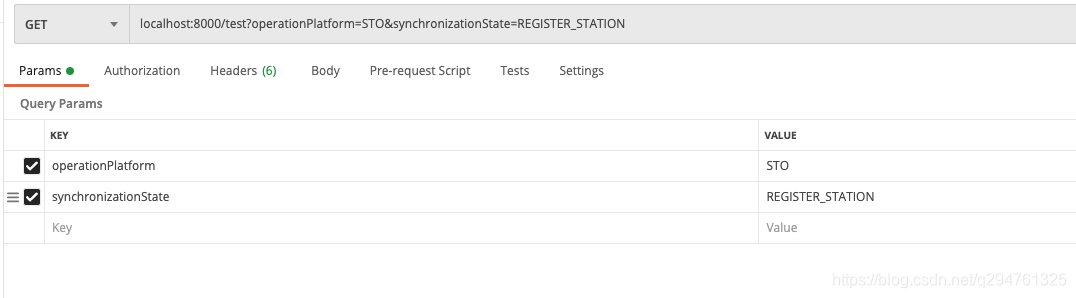 GET localhost:8000/test?operationPlatform=STO&synchronizationState=REGISTER_STATION
Params Authorization Headers (6) Body Pre-request Script Tests Settings
Query Params
KEY VALUE
operationPlatform STO
synchronizationState REGISTER_STATION
Key Value
https://blog.csdn.net/q294761325